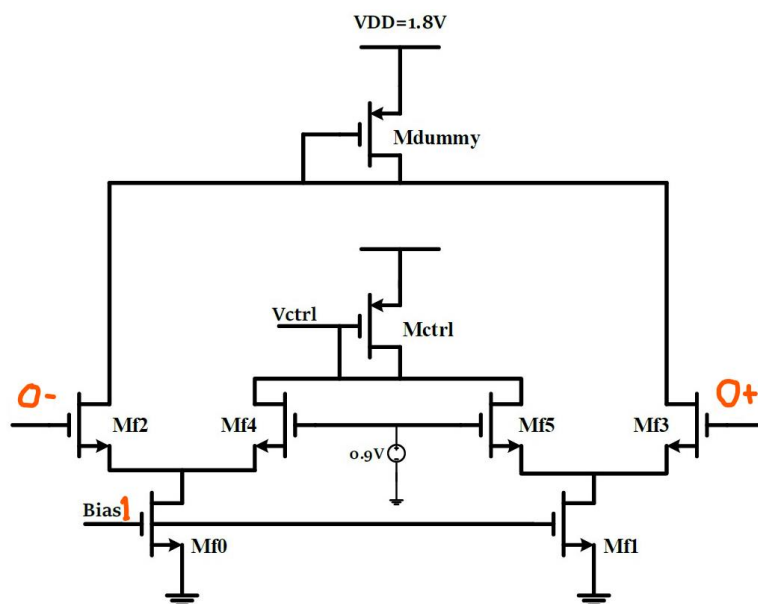 VDD=1.8V
Mdummy
Vctrl
Mctrl
O-
O+
Mf2
Mf4
Mf5
Mf3
0.9V
Bias1
Mf0
Mf1